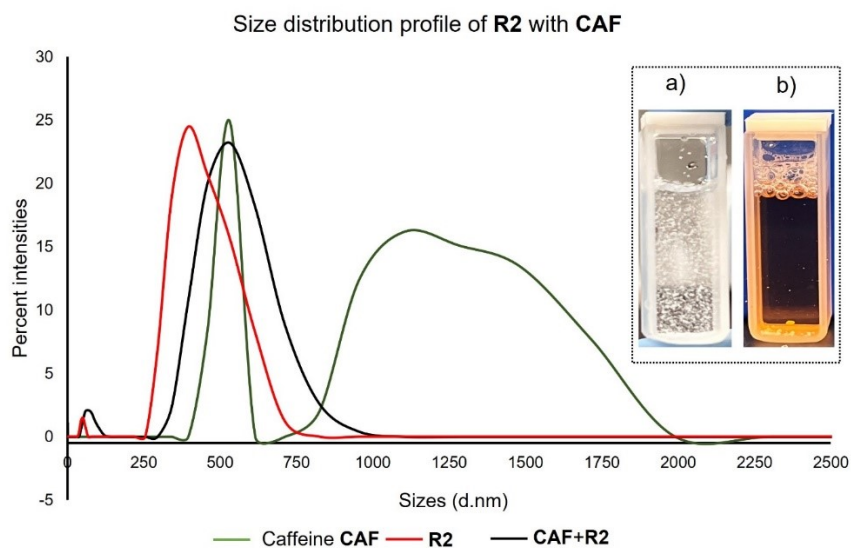 Size distribution profile of R2 with CAF
30
25
20
15
10
5
0
-5
Percent intensities
a) b)
0 250 500 750 1000 1250 1500 1750 2000 2250 2500
Sizes (d.nm)
Caffeine CAF R2 CAF+R2